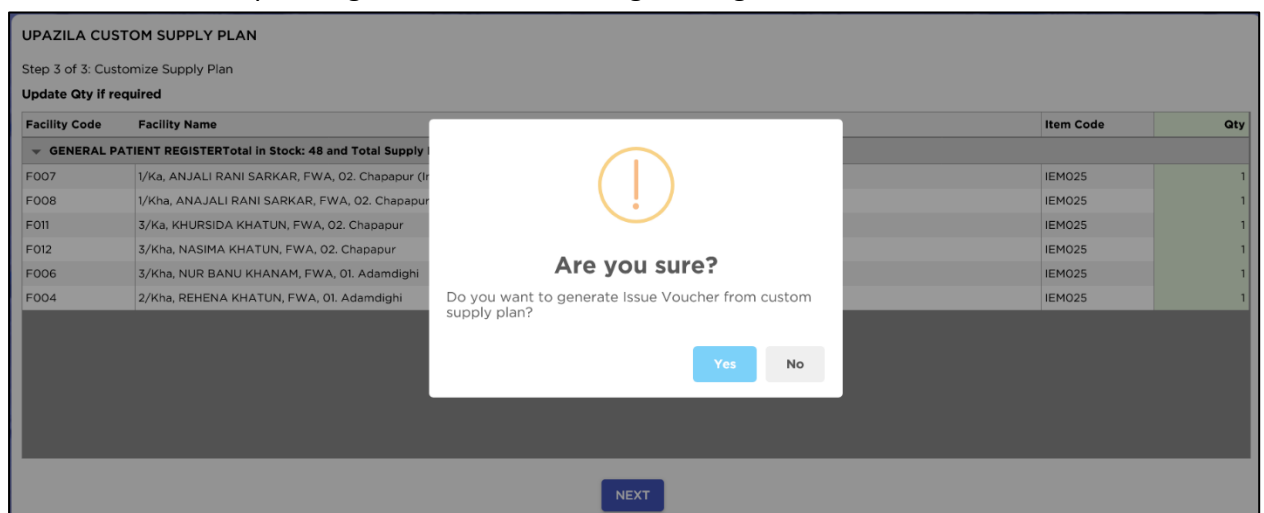 UPAZILA CUSTOM SUPPLY PLAN
Step 3 of 3: Customize Supply Plan
Update Qty if required
Facility Code Facility Name Item Code Qty
GENERAL PATIENT REGISTERTotal in Stock: 48 and Total Supply
F007 1/Ka, ANJALI RANI SARKAR, FWA, 02. Chapapur IEM025 1
F008 1/Kha, ANAJALI RANI SARKAR, FWA, 02. Chapapur IEM025 1
F011 3/Ka, KHURSIDA KHATUN, FWA, 02. Chapapur IEM025 1
F012 3/Kha, NASIMA KHATUN, FWA, 02. Chapapur IEM025 1
F006 3/Kha, NUR BANU KHANAM, FWA, 01. Adamdighi IEM025 1
F004 2/Kha, REHENA KHATUN, FWA, 01. Adamdighi IEM025 1
Are you sure?
Do you want to generate Issue Voucher from custom
supply plan?
Yes No
NEXT